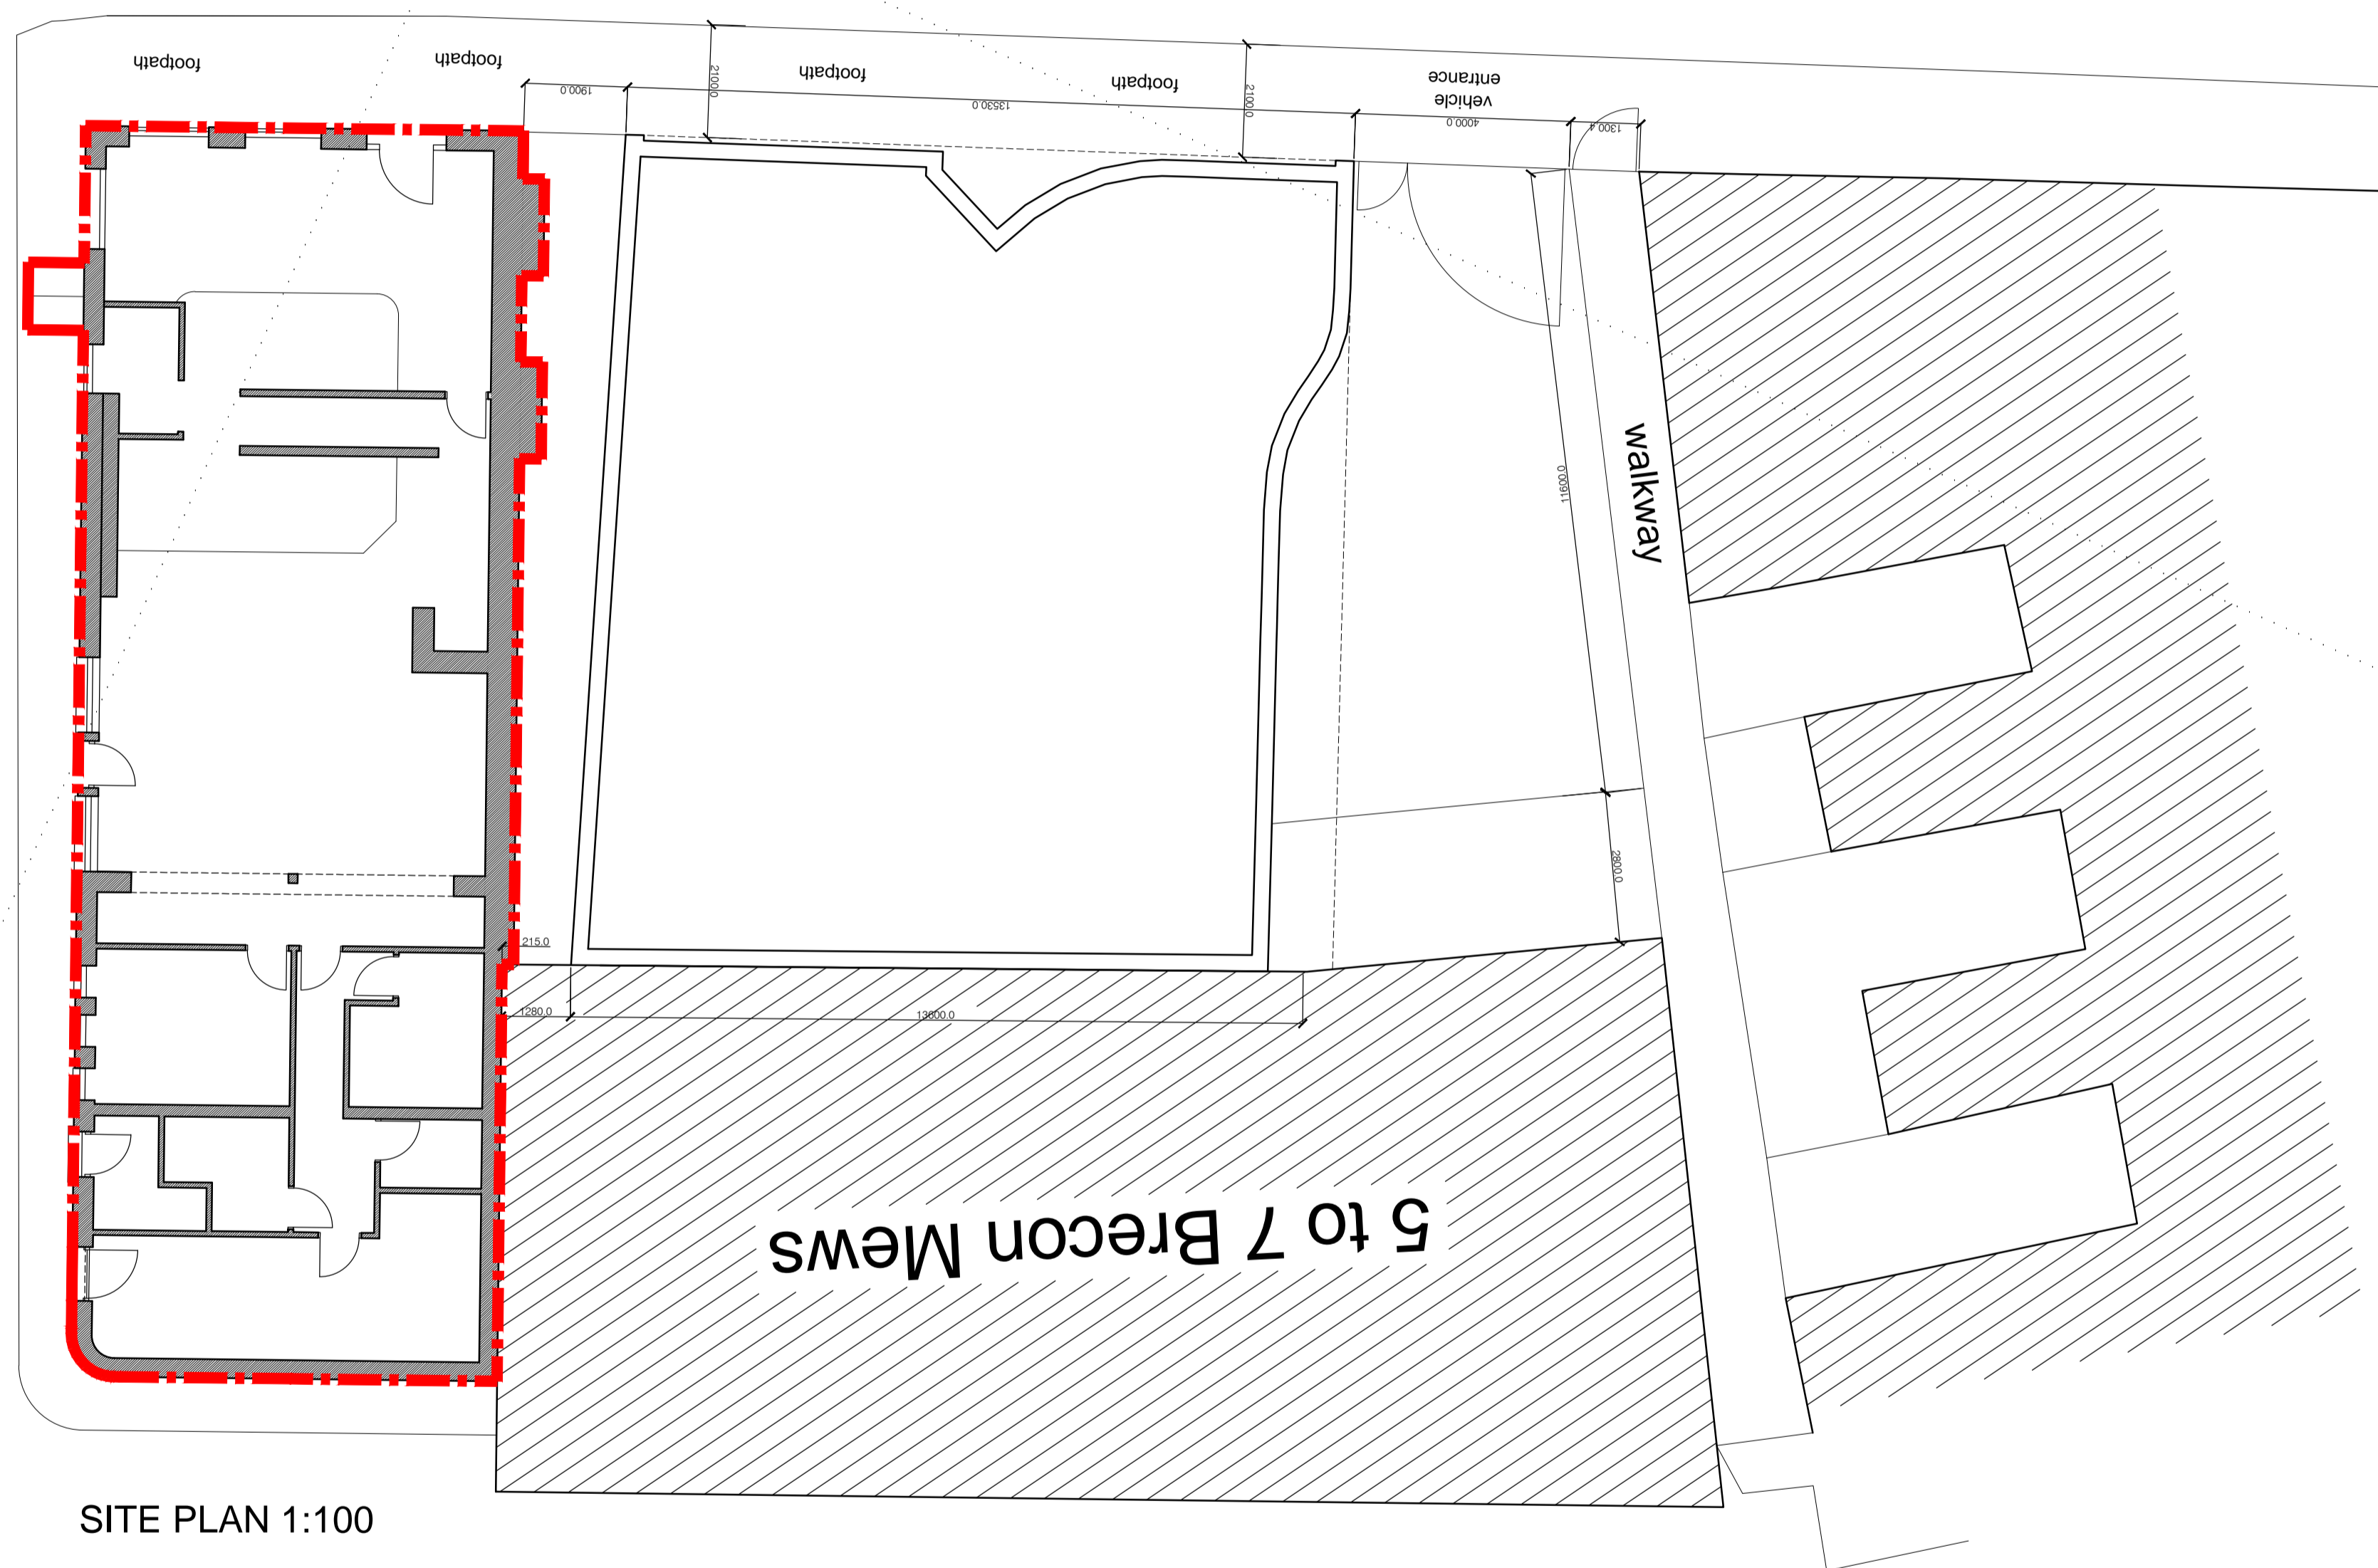 footpath
footpath
footpath
footpath
vehicle
entrance
1900.0
2100.0
13530.0
2100.0
4000.0
1300.4
walkway
11600.0
2800.0
215.0
1280.0
13600.0
5 to 7 Brecon Mews
SITE PLAN 1:100